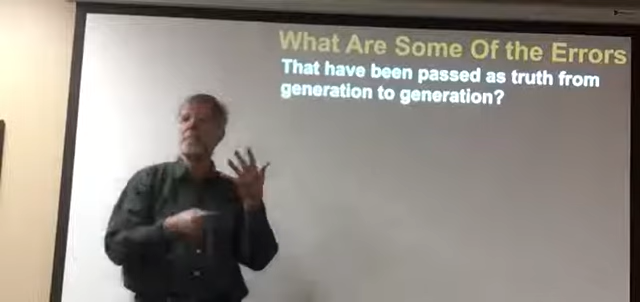 What Are Some Of the Errors
That have been passed as truth from
generation to generation?